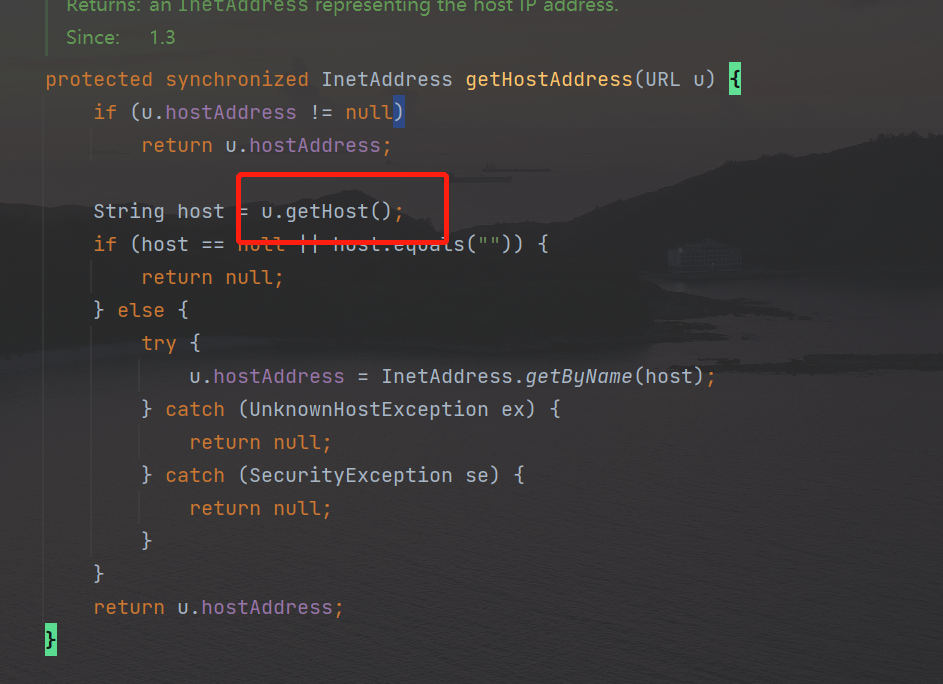 Returns: an InetAddress representing the host IP address.
Since: 1.3
protected synchronized InetAddress getHostAddress(URL u) {
if (u.hostAddress != null)
return u.hostAddress;
String host = u.getHost();
if (host == null || host.equals("")) {
return null;
} else {
try {
u.hostAddress = InetAddress.getByName(host);
} catch (UnknownHostException ex) {
return null;
} catch (SecurityException se) {
return null;
}
}
return u.hostAddress;
}